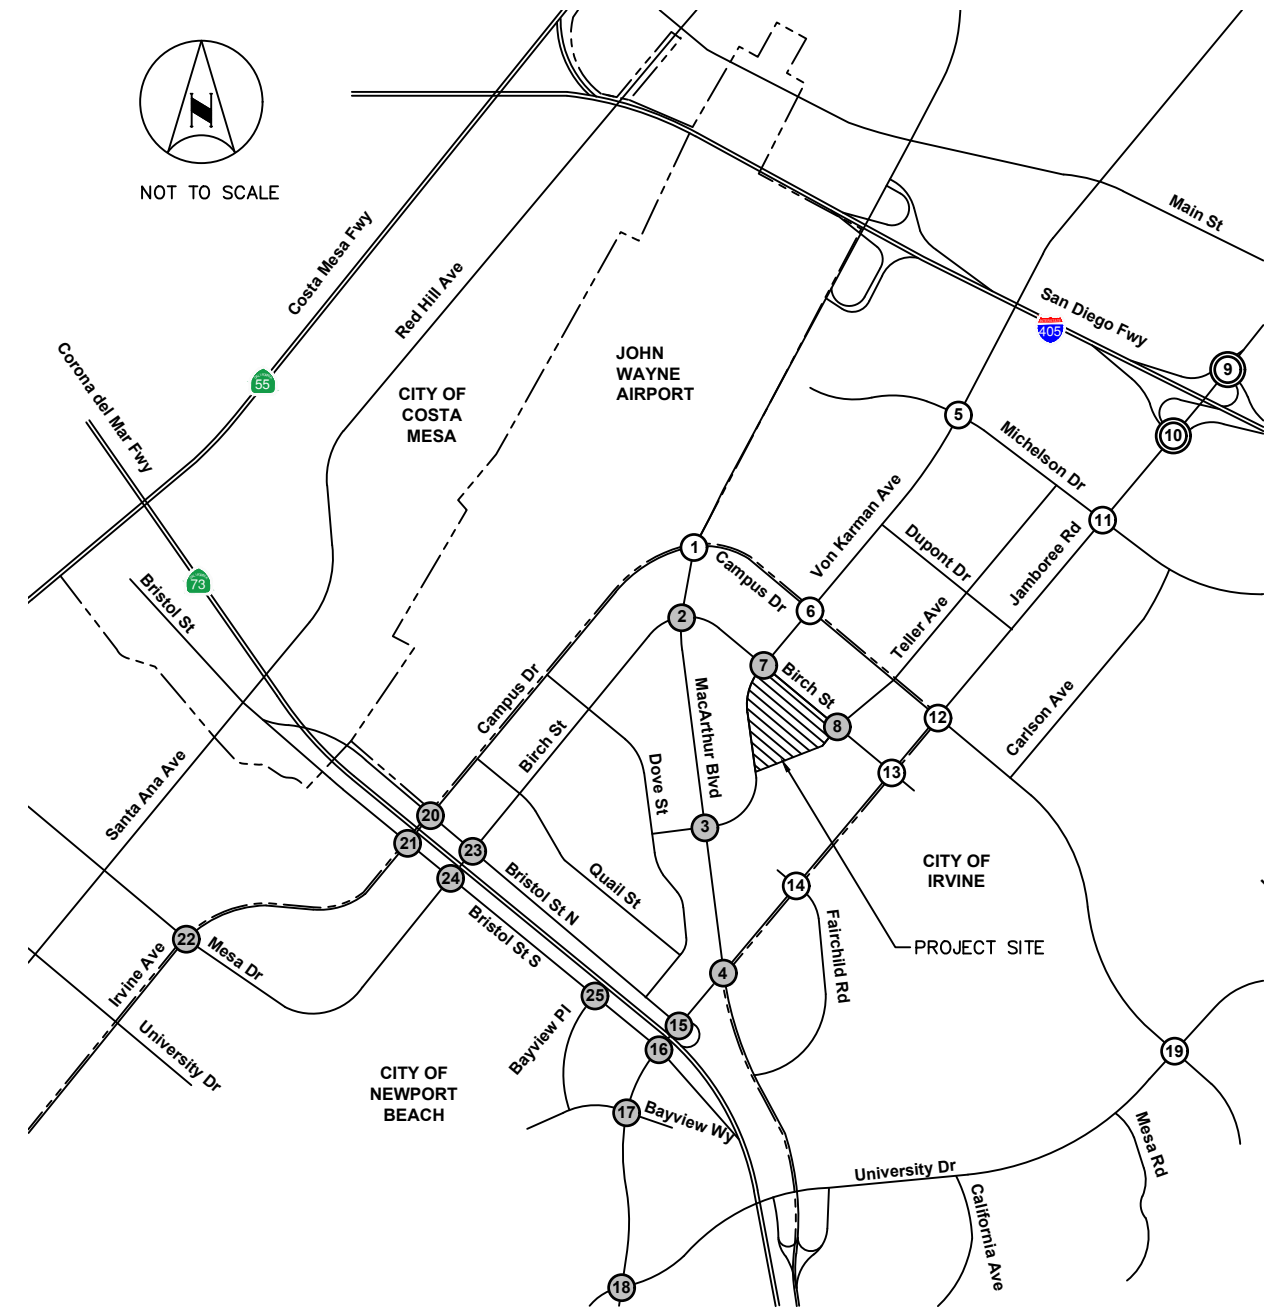 N
NOT TO SCALE
Main St
Costa Mesa Fwy
Red Hill Ave
San Diego Fwy
405
Corona del Mar Fwy
55
JOHN
WAYNE
AIRPORT
CITY OF
COSTA
MESA
9
5
10
Michelson Dr
11
Von Karman Ave
Dupont Dr
Jamboree Rd
1
Campus Dr
73
Bristol St
6
2
Teller Ave
7
Birch St
8
12
Carlson Ave
MacArthur Blvd
Campus Dr
Birch St
Dove St
13
Santa Ana Ave
20
21
3
23
24
Quail St
Bristol St N
CITY OF
IRVINE
14
Bristol St S
22
Mesa Dr
Irvine Ave
Fairchild Rd
PROJECT SITE
4
25
15
16
University Dr
Bayview Pl
19
CITY OF
NEWPORT
BEACH
17
Bayview Wy
Mesa Rd
University Dr
California Ave
18